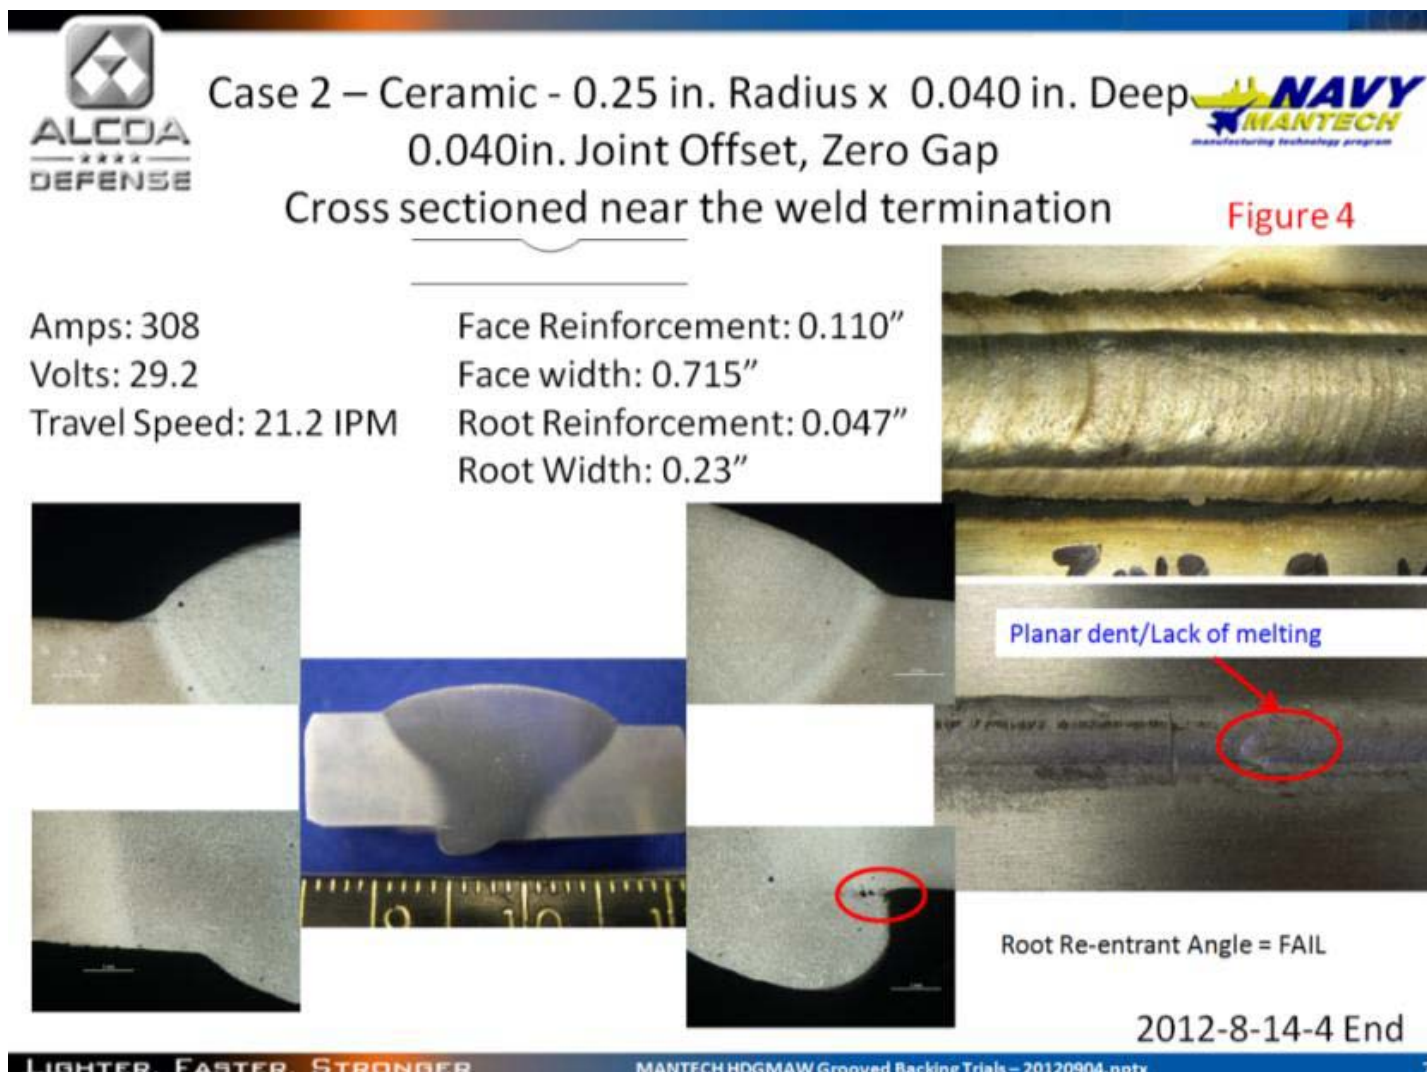 ALCOA
DEFENSE
Case 2 – Ceramic - 0.25 in. Radius x 0.040 in. Deep
0.040in. Joint Offset, Zero Gap
Cross sectioned near the weld termination
NAVY
MANTECH
manufacturing technology program
Figure 4
Amps: 308
Volts: 29.2
Travel Speed: 21.2 IPM
Face Reinforcement: 0.110”
Face width: 0.715”
Root Reinforcement: 0.047”
Root Width: 0.23”
Planar dent/Lack of melting
9
10
Root Re-entrant Angle = FAIL
2012-8-14-4 End
LIGHTER, FASTER, STRONGER
MANTECH HDGMAW Grooved Backing Trials – 20120904.pptx